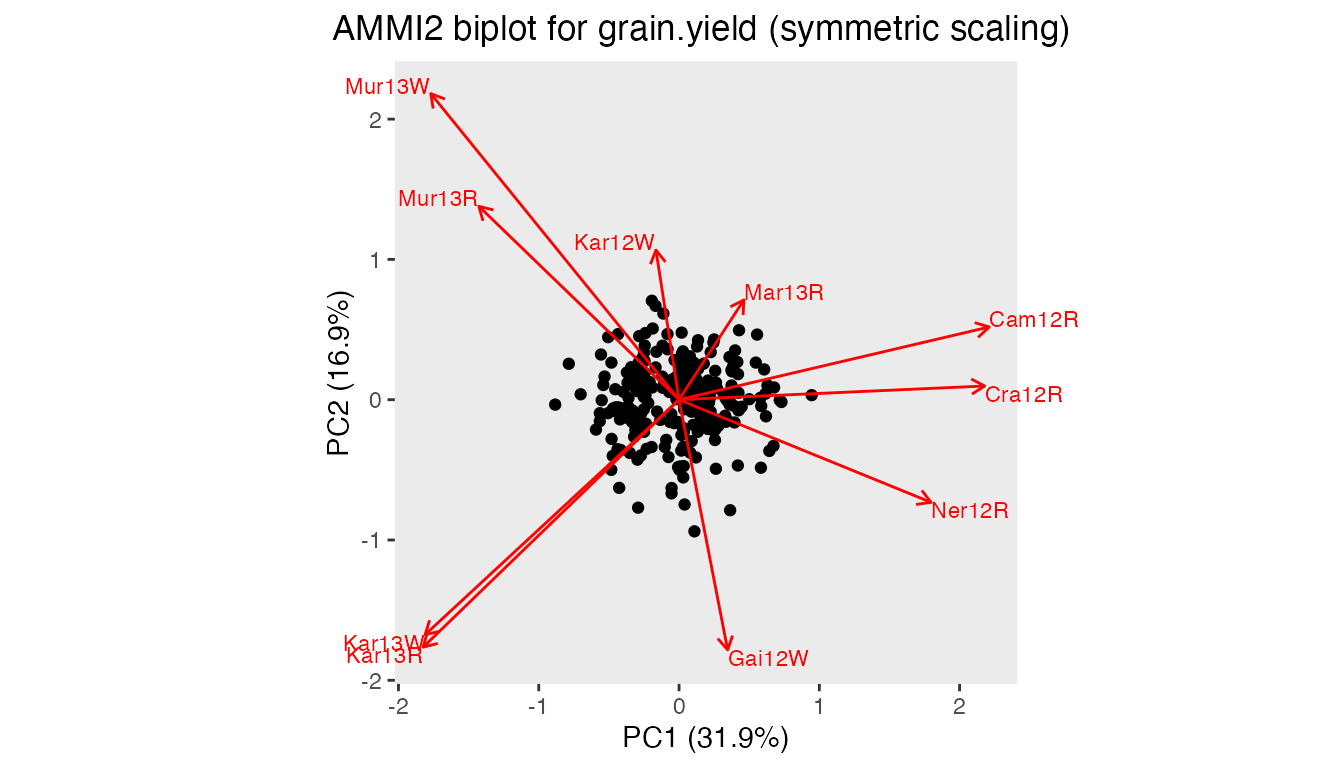 AMMI2 biplot for grain.yield (symmetric scaling)
Mur13W
2
Mur13R
Kar12W
1
Mar13R
Cam12R
Cra12R
0
PC2 (16.9%)
Ner12R
-1
Kar13W
Kar13R
Gai12W
-2
-2 -1 0 1 2
PC1 (31.9%)